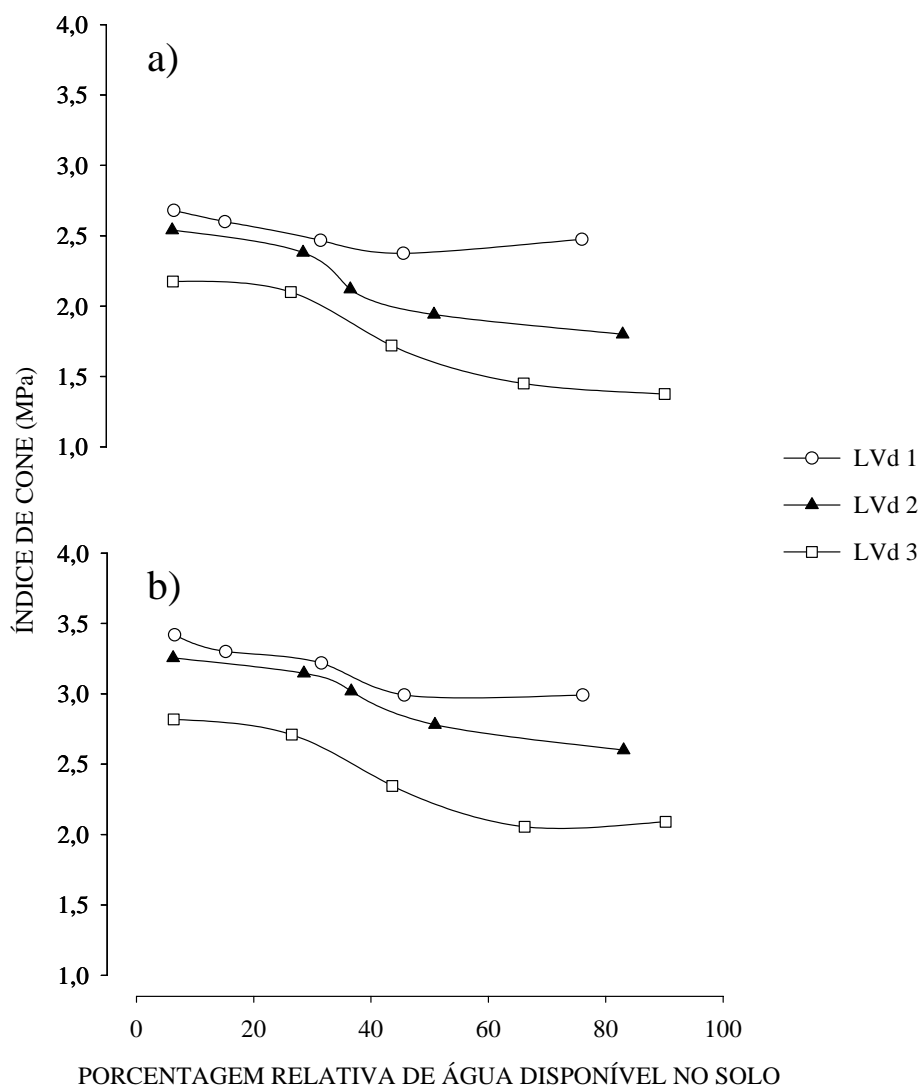 4,0
a)
3,5
3,0
2,5
2,0
1,5
1,0
ÍNDICE DE CONE (MPa)
LVd 1
LVd 2
LVd 3
4,0
b)
3,5
3,0
2,5
2,0
1,5
1,0
0 20 40 60 80 100
PORCENTAGEM RELATIVA DE ÁGUA DISPONÍVEL NO SOLO